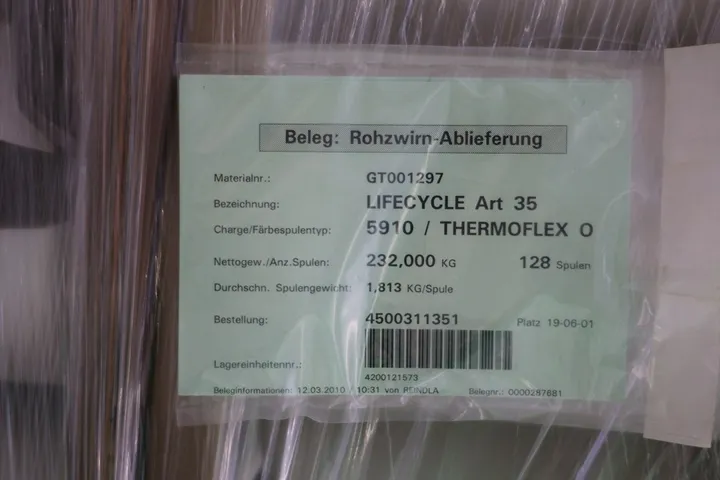 Beleg: Rohzwirn-Ablieferung
Materialnr.: GT001297
Bezeichnung: LIFECYCLE Art 35
Charge/Färbespulentyp: 5910 / THERMOFLEX O
Nettogew./Anz.Spulen: 232,000 KG 128 Spulen
Durchschn. Spulengewicht: 1,813 KG/Spule
Bestellung: 4500311351 Platz 19-06-01
Lagereinheitennr.:
4200121573
Beleginformationen: 12.03.2010 10:31 von REINDLA Belegnr.: 0000287681